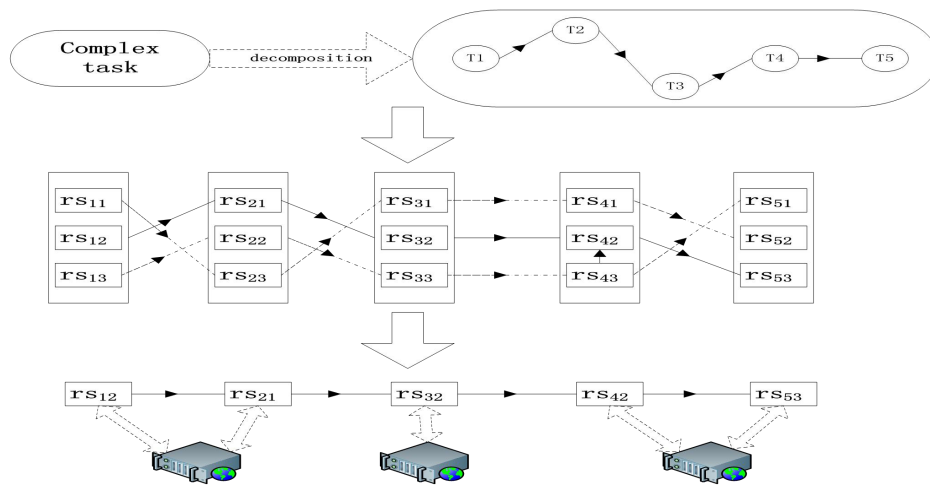 Complex
task
decomposition
T1
T2
T3
T4
T5
rs11 rs21 rs31 rs41 rs51
rs12 rs22 rs32 rs42 rs52
rs13 rs23 rs33 rs43 rs53
rs12 rs21 rs32 rs42 rs53